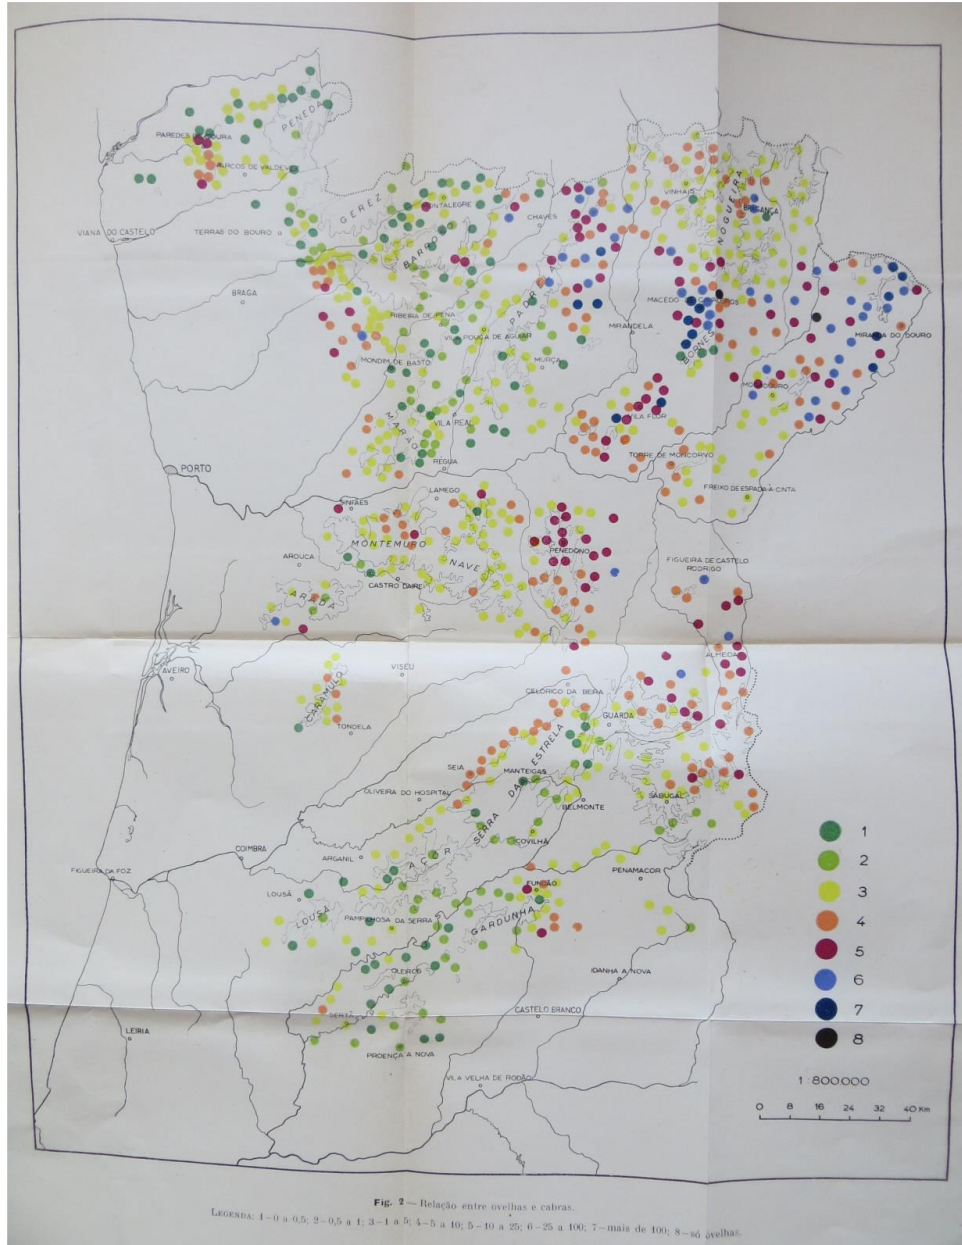 PENEDA
PAREDES DE COURA
ARCOS DE VALDEVEZ
VIANA DO CASTELO
TERRAS DO BOURO
GEREZ
MONTALEGRE
BARROSO
CHAVES
VINHAIS
NOGUEIRA
BRAGANÇA
BRAGA
RIBEIRA DE PENA
PADRELA
MACEDO DE CAVALEIROS
MIRANDELA
MIRANDA DO DOURO
VILA POUCA DE AGUIAR
BORNES
MONDIM DE BASTO
MURÇA
MOGADOURO
MARÃO
VILA REAL
VILA FLOR
TORRE DE MONCORVO
RÉGUA
PORTO
FREIXO DE ESPADA-À-CINTA
LAMEGO
SINFÃES
MONTEMURO
AROUCA
NAVE
PENEDONO
FIGUEIRA DE CASTELO
RODRIGO
CASTRO DAIRE
ARADA
ALMEIDA
AVEIRO
VISEU
CARAMULO
CELORICO DA BEIRA
GUARDA
TONDELA
SEIA
MANTEIGAS
SERRA DA ESTRELA
OLIVEIRA DO HOSPITAL
BELMONTE
SABUGAL
COVILHÃ
COIMBRA
ARGANIL
AÇOR
FIGUEIRA DA FOZ
PENAMACOR
LOUSÃ
FUNDÃO
LOUSÃ
PAMPILHOSA DA SERRA
GARDUNHA
OLEIROS
IDANHA A NOVA
SERTÃ
CASTELO BRANCO
LEIRIA
PROENÇA A NOVA
VILA VELHA DE RODÃO
1
2
3
4
5
6
7
8
1:800.000
0 8 16 24 32 40 Km
Fig. 2 — Relação entre ovelhas e cabras.
LEGENDA: 1—0 a 0,5; 2—0,5 a 1; 3—1 a 5; 4—5 a 10; 5—10 a 25; 6—25 a 100; 7—mais de 100; 8—só ovelhas.